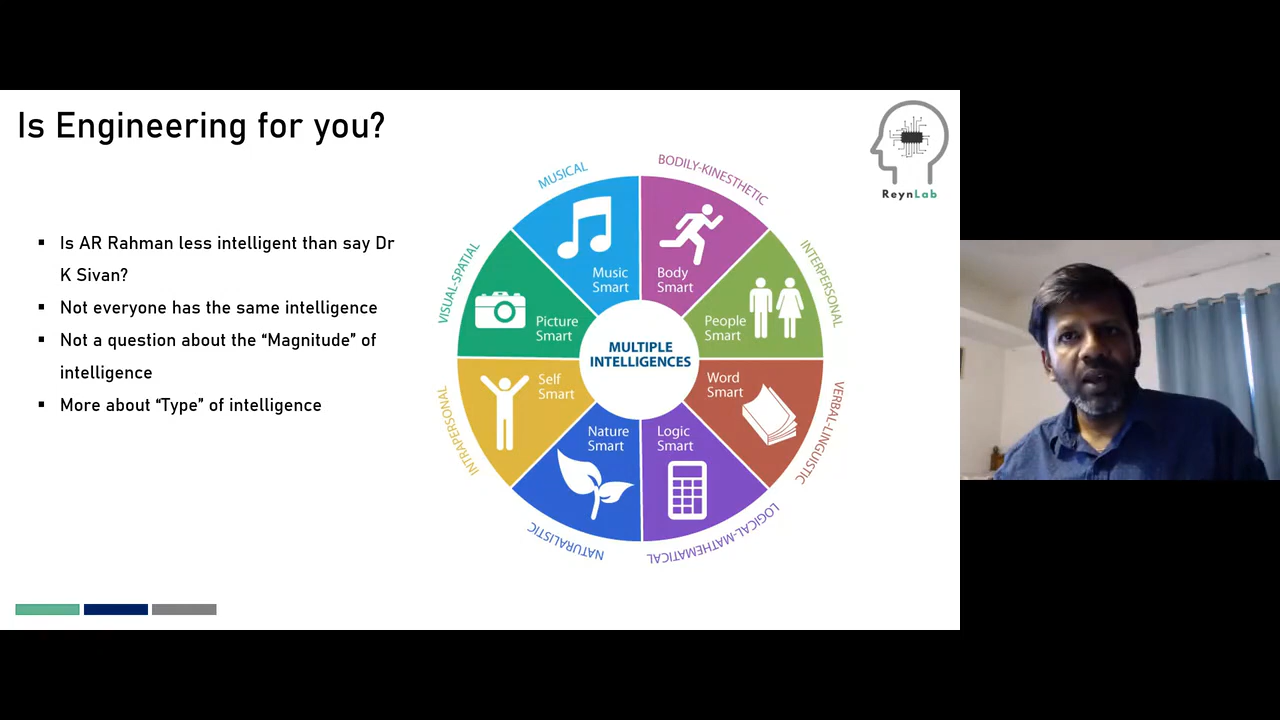 Is Engineering for you?
ReynLab
Is AR Rahman less intelligent than say Dr
K Sivan?
Not everyone has the same intelligence
Not a question about the “Magnitude” of
intelligence
More about “Type” of intelligence
MUSICAL
BODILY-KINESTHETIC
INTERPERSONAL
VERBAL-LINGUISTIC
LOGICAL-MATHEMATICAL
NATURALISTIC
INTRAPERSONAL
VISUAL-SPATIAL
Music
Smart
Body
Smart
People
Smart
Word
Smart
Logic
Smart
Nature
Smart
Self
Smart
Picture
Smart
MULTIPLE
INTELLIGENCES